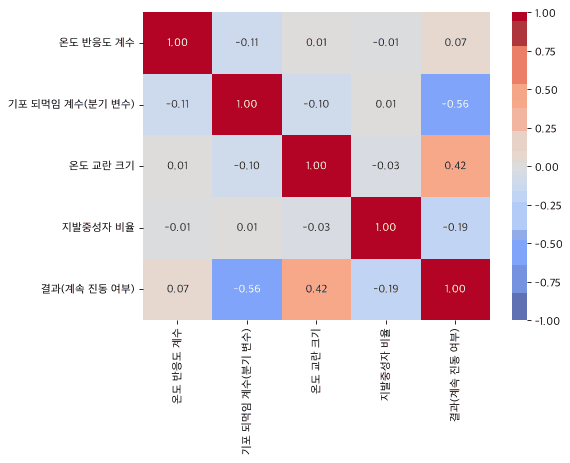 온도 반응도 계수 1.00 -0.11 0.01 -0.01 0.07
기포 되먹임 계수(분기 변수) -0.11 1.00 -0.10 0.01 -0.56
온도 교란 크기 0.01 -0.10 1.00 -0.03 0.42
지발중성자 비율 -0.01 0.01 -0.03 1.00 -0.19
결과(계속 진동 여부) 0.07 -0.56 0.42 -0.19 1.00
온도 반응도 계수
기포 되먹임 계수(분기 변수)
온도 교란 크기
지발중성자 비율
결과(계속 진동 여부)
1.00
0.75
0.50
0.25
0.00
-0.25
-0.50
-0.75
-1.00